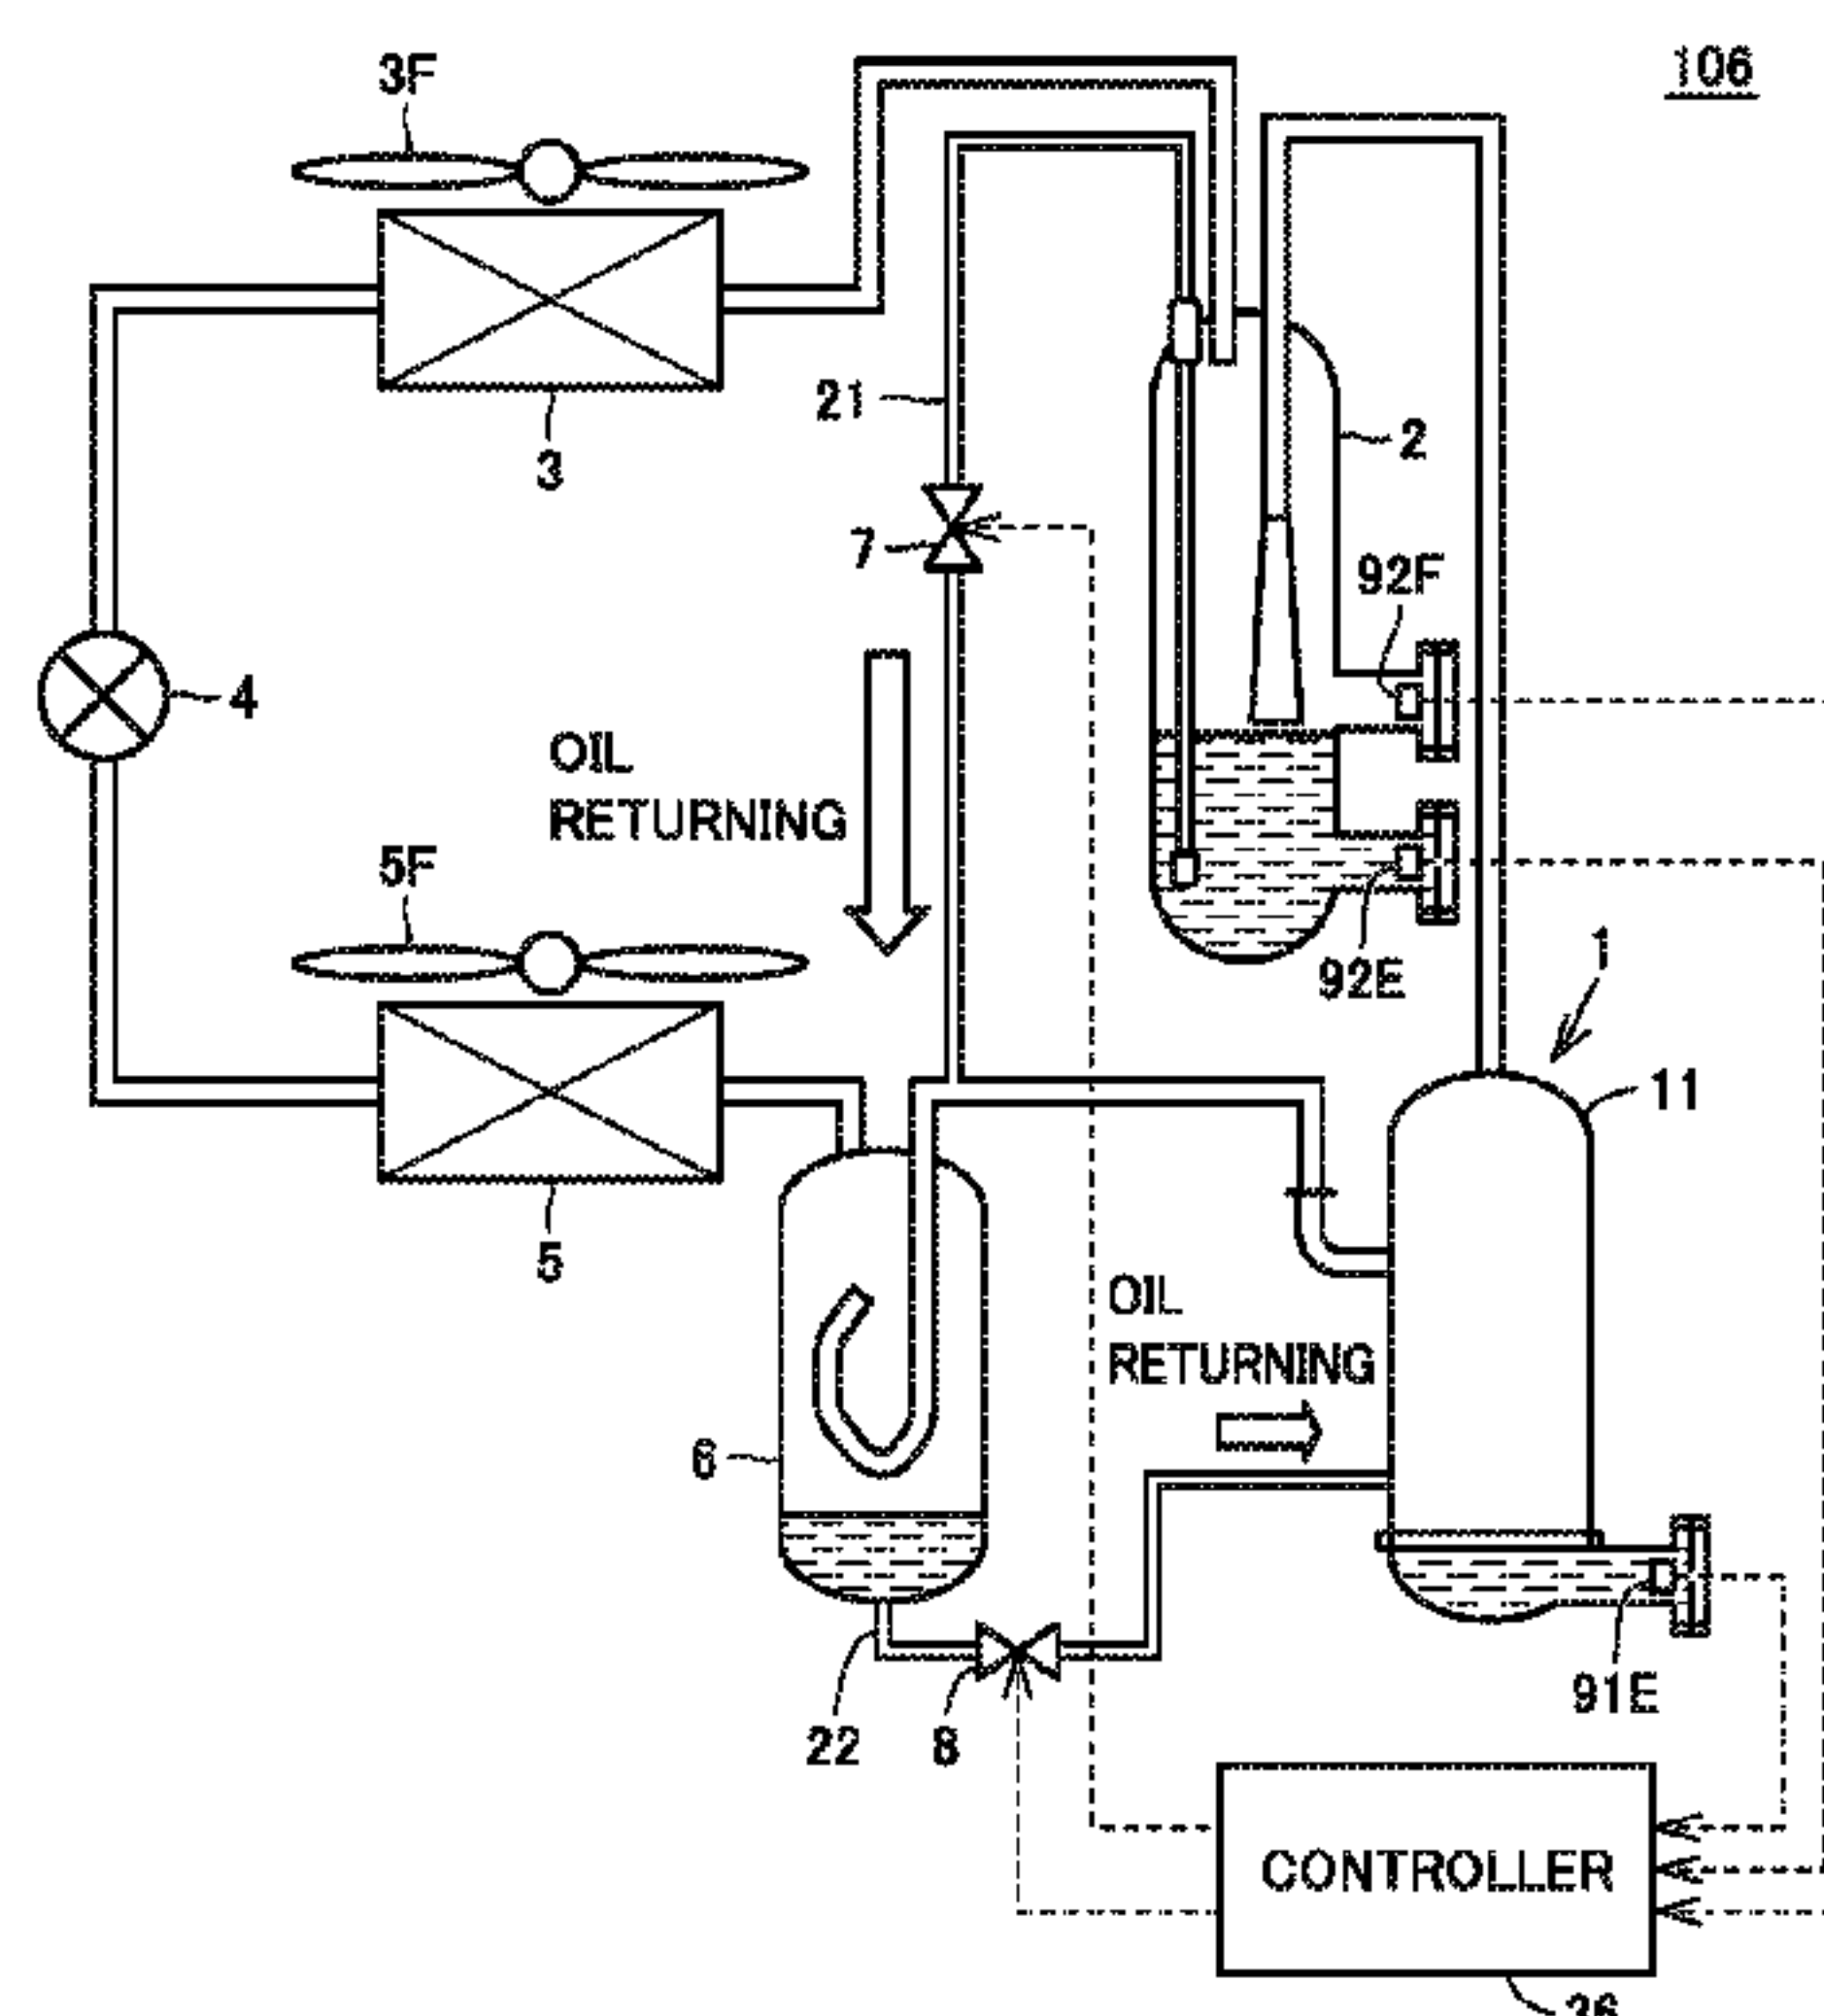 106
3F
3
21
2
7
92F
4
OIL
RETURNING
5F
92E
1
11
5
OIL
RETURNING
6
91E
22
8
CONTROLLER